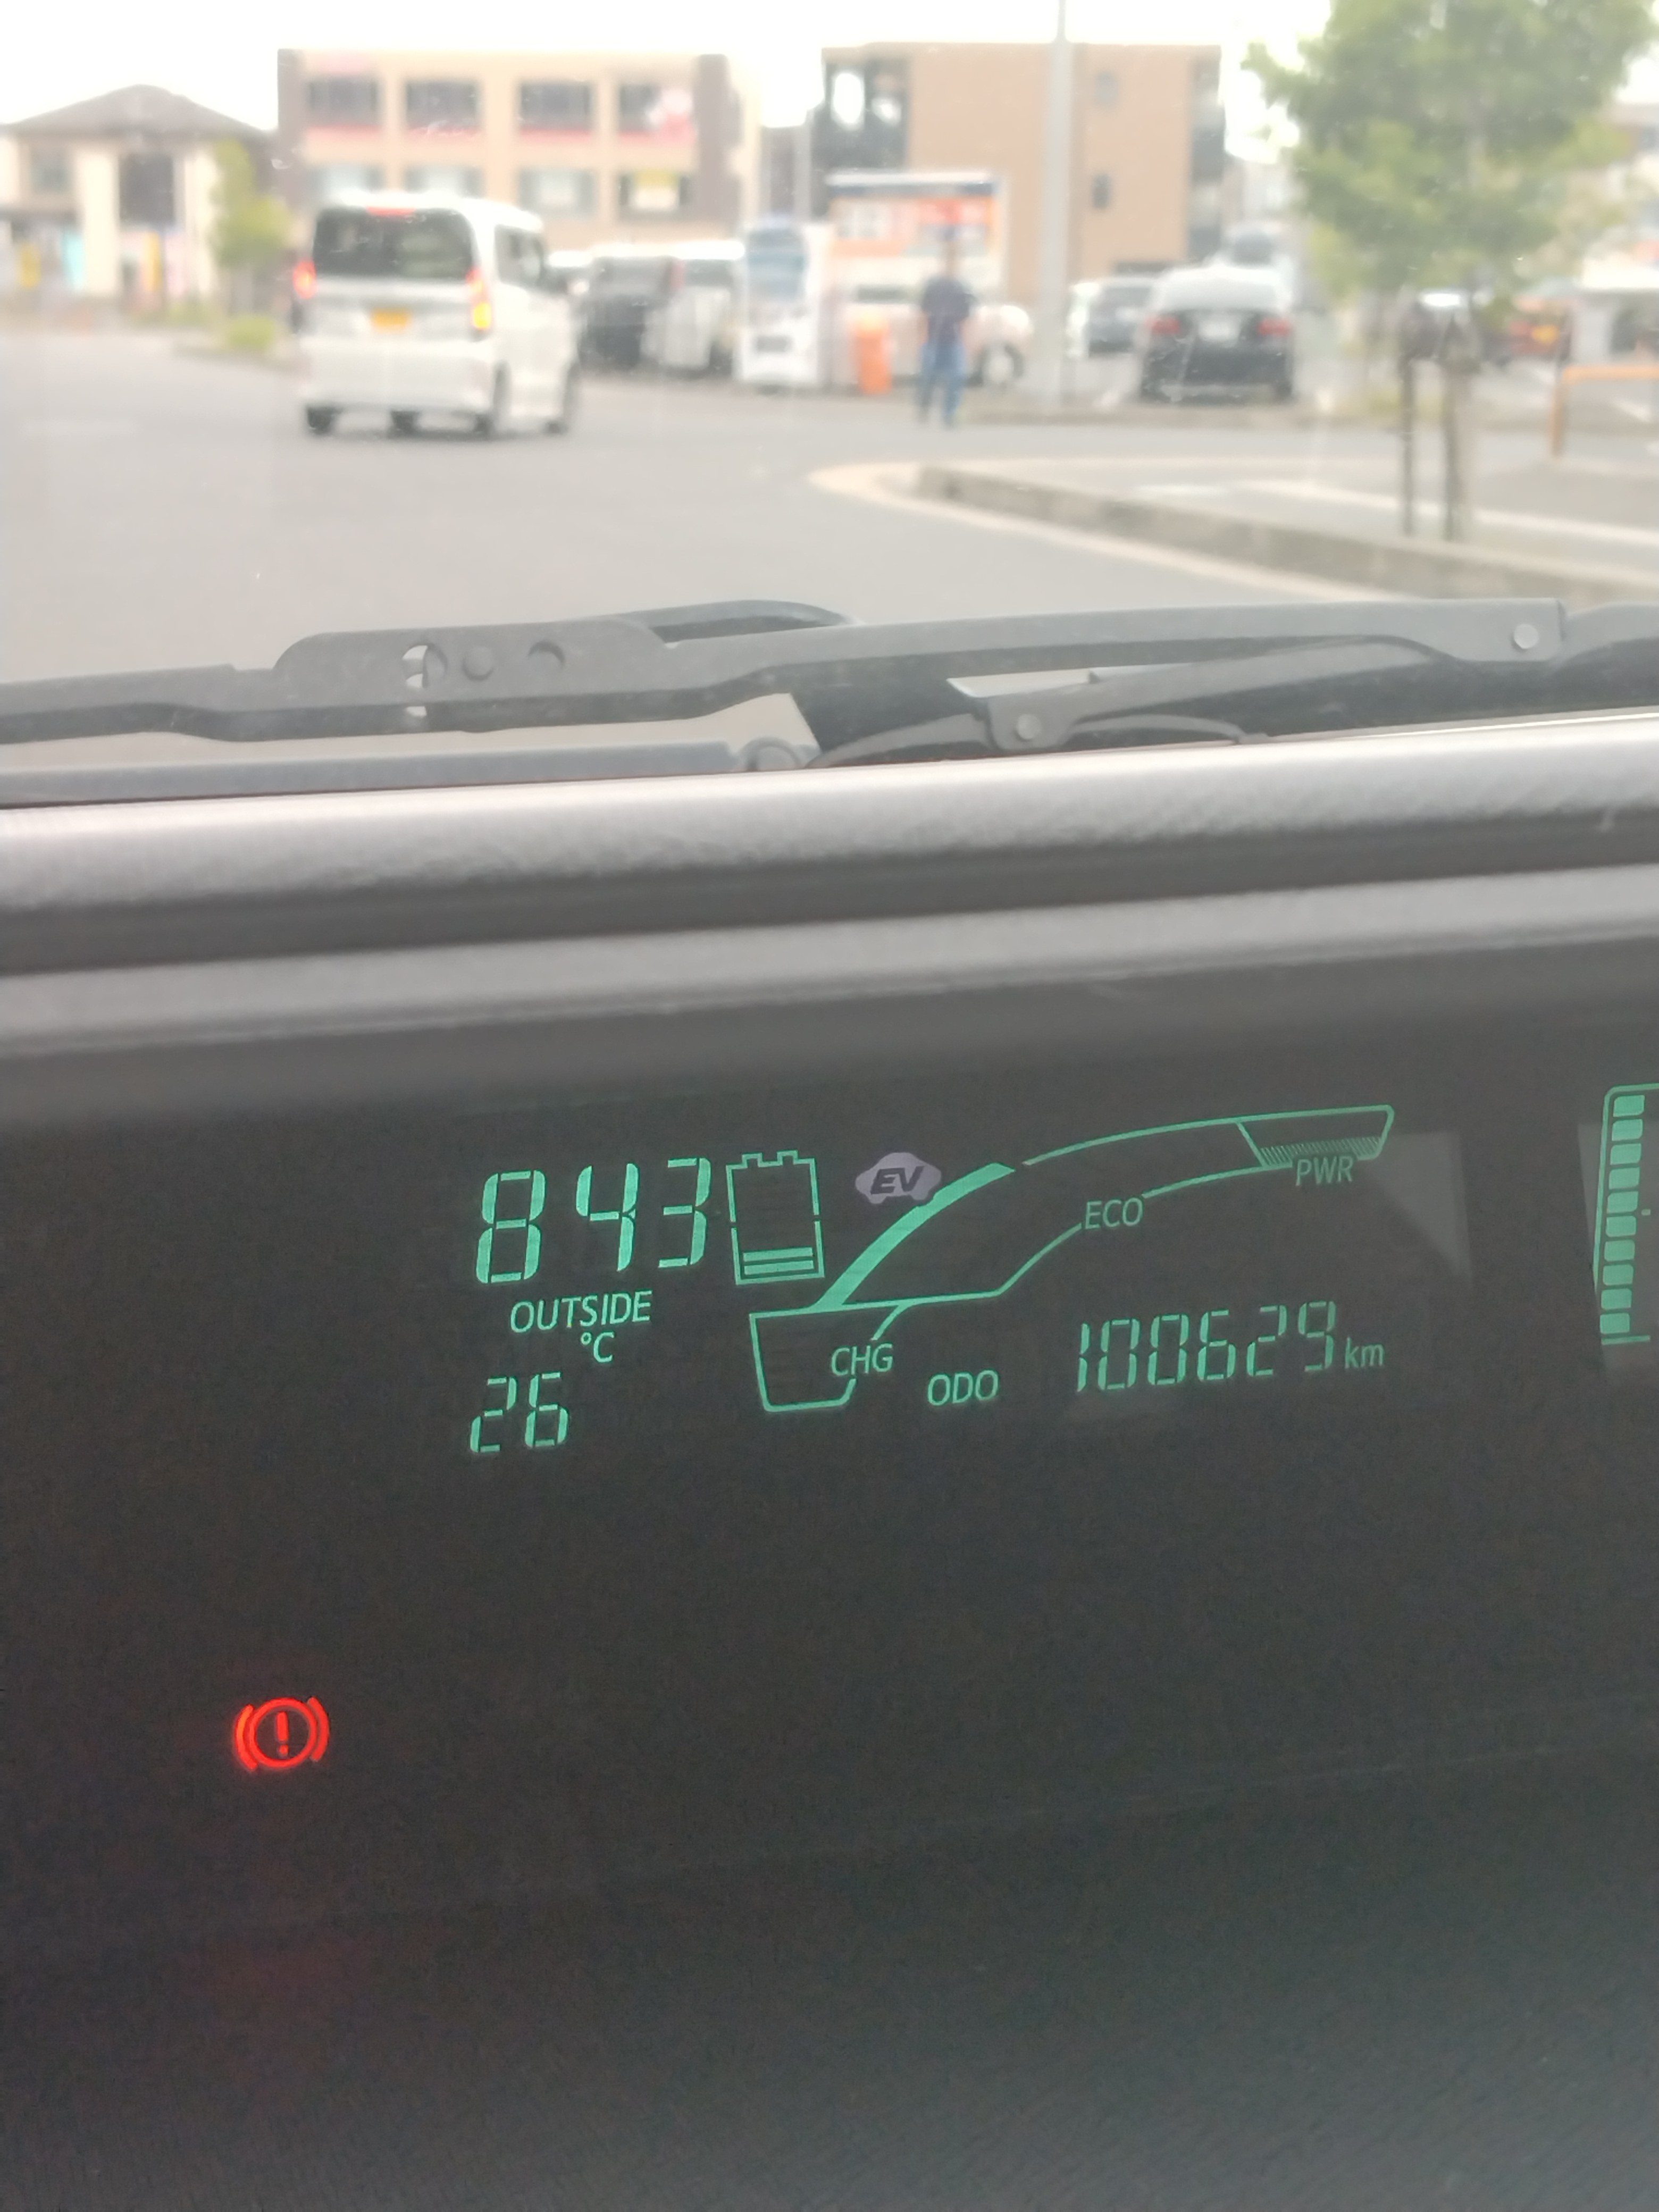 843
EV
PWR
ECO
OUTSIDE
°C
CHG
ODO 100629 km
26